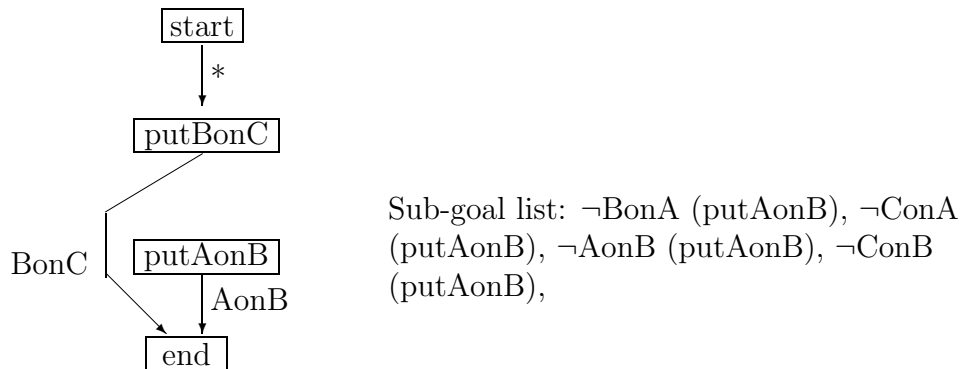 start
*
putBonC
BonC
putAonB
AonB
end
Sub-goal list: ¬BonA (putAonB), ¬ConA
(putAonB), ¬AonB (putAonB), ¬ConB
(putAonB),